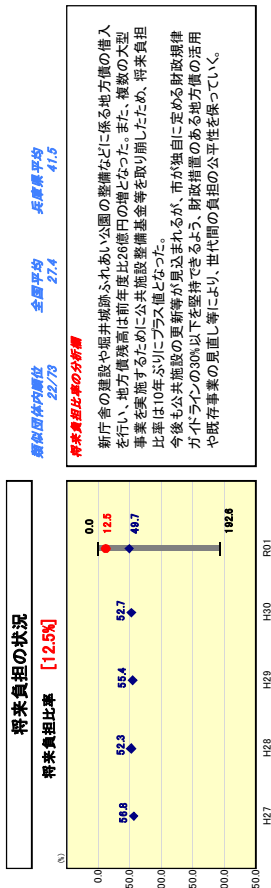 将来負担の状況
将来負担比率 [12.5%]
(%)
0.0
50.0
00.0
50.0
00.0
50.0
56.8
52.3
55.4
52.7
0.0
12.5
49.7
192.6
H27 H28 H29 H30 R01
類似団体内順位 全国平均 兵庫県平均
22/73 27.4 41.5
将来負担比率の分析欄
新庁舎の建設や堀井城跡ふれあい公園の整備などに係る地方債の借入
を行い、地方債残高は前年度比26億円の増となった。また、複数の大型
事業を実施するために公共施設整備基金等を取り崩したため、将来負担
比率は10年ぶりにプラス値となった。
今後も公共施設の更新等が見込まれるが、市が独自に定める財政規律
ガイドラインの30%以下を堅持できるよう、財政措置のある地方債の活用
や既存事業の見直し等により、世代間の負担の公平性を保っていく。